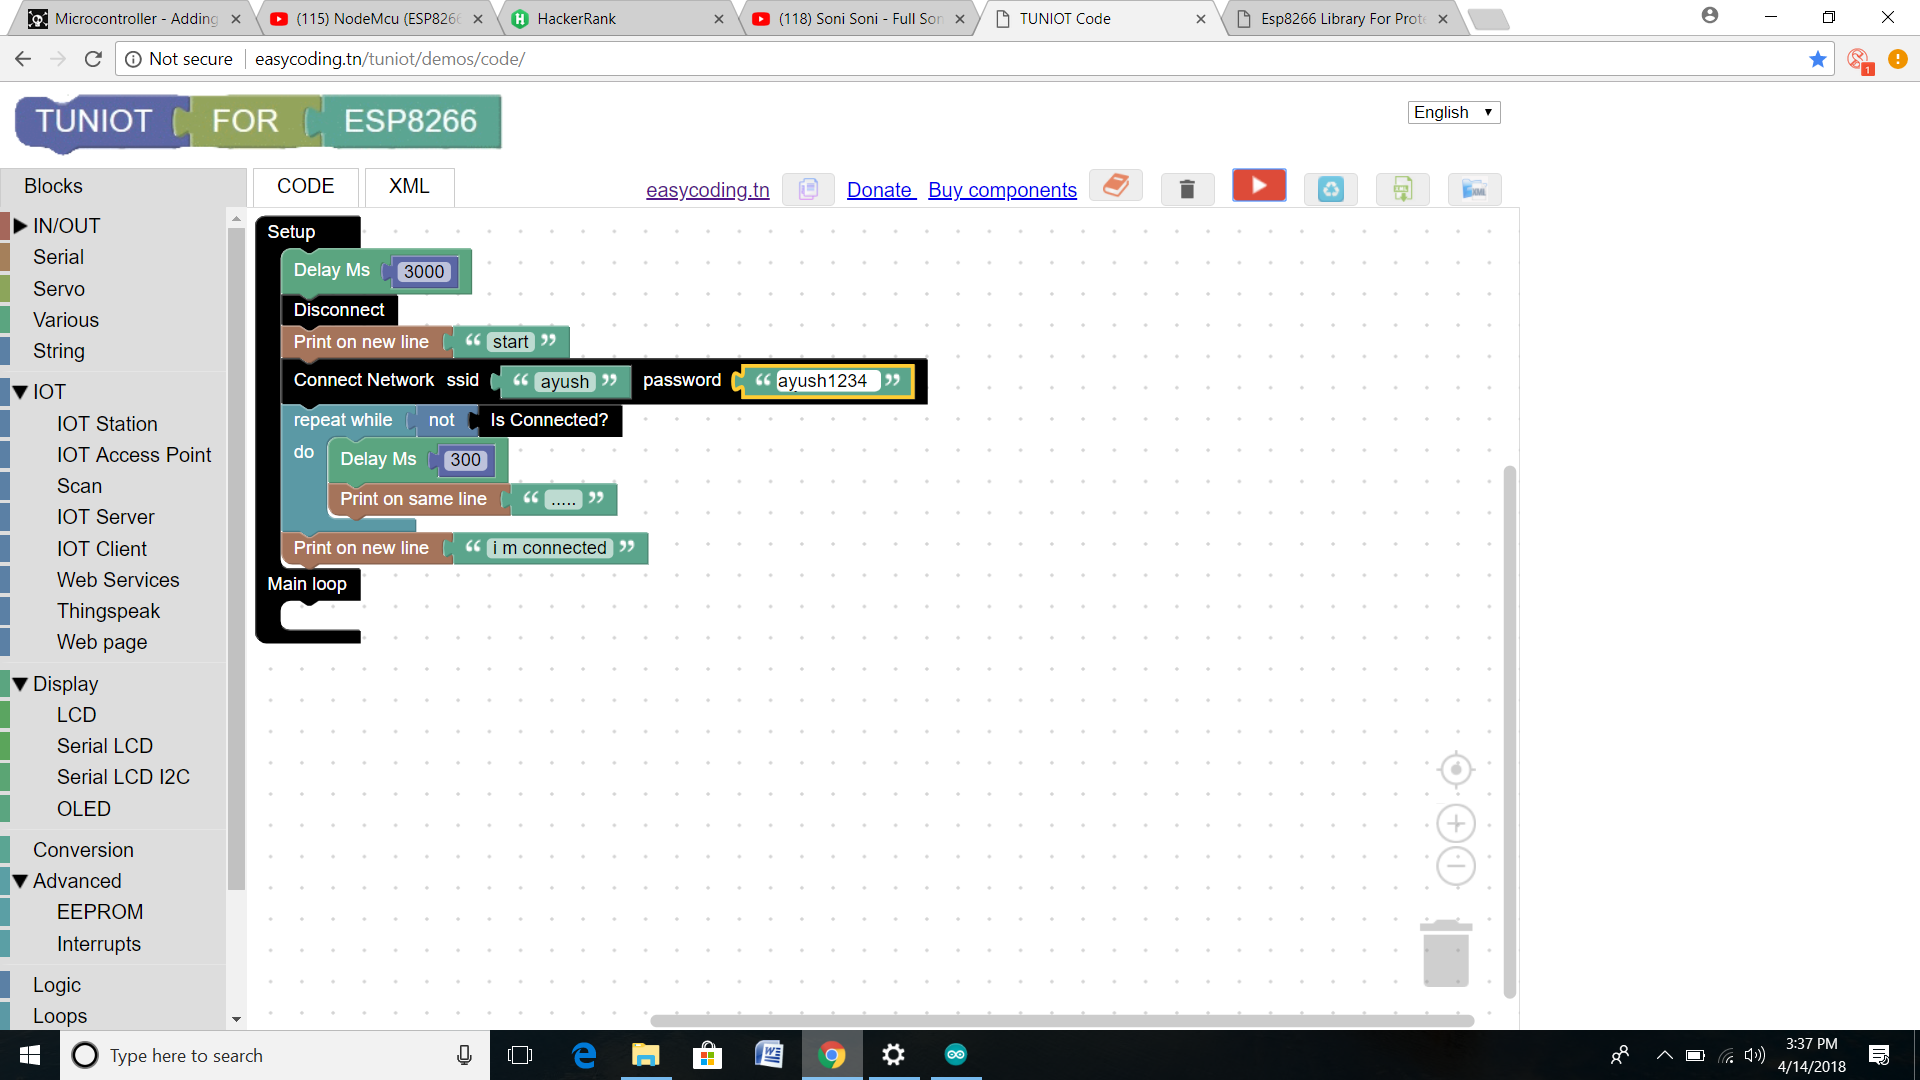 Microcontroller - Adding
(115) NodeMcu (ESP826
HackerRank
(118) Soni Soni - Full Son
TUNIOT Code
Esp8266 Library For Prot
Not secure
easycoding.tn/tuniot/demos/code/
1
TUNIOT FOR ESP8266
English
Blocks
CODE
XML
easycoding.tn
Donate
Buy components
IN/OUT
Serial
Servo
Various
String
IOT
IOT Station
IOT Access Point
Scan
IOT Server
IOT Client
Web Services
Thingspeak
Web page
Display
LCD
Serial LCD
Serial LCD I2C
OLED
Conversion
Advanced
EEPROM
Interrupts
Logic
Loops
Setup
Delay Ms 3000
Disconnect
Print on new line “ start ”
Connect Network ssid “ ayush ” password “ ayush1234 ”
repeat while not Is Connected?
do Delay Ms 300
Print on same line “ ..... ”
Print on new line “ i m connected ”
Main loop
Type here to search
3:37 PM
4/14/2018